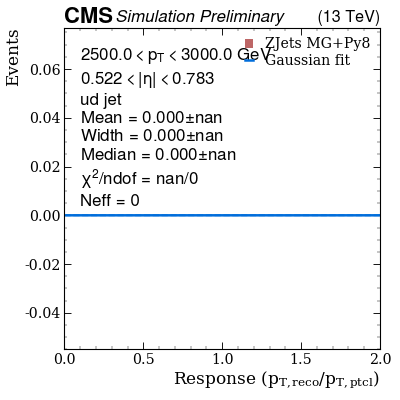 CMS Simulation Preliminary (13 TeV)
Events
2500.0 < pT < 3000.0 GeV
ZJets MG+Py8
Gaussian fit
0.522 < |η| < 0.783
ud jet
Mean = 0.000±nan
Width = 0.000±nan
Median = 0.000±nan
χ²/ndof = nan/0
Neff = 0
0.06
0.04
0.02
0.00
-0.02
-0.04
0.0 0.5 1.0 1.5 2.0
Response (pT,reco/pT,ptcl)